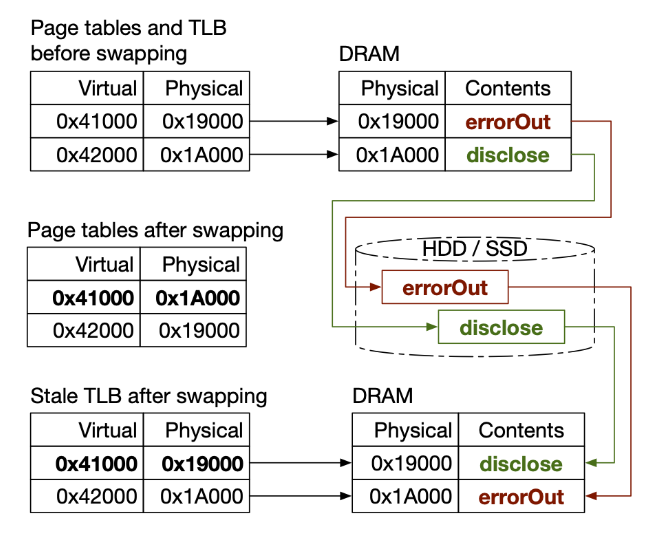 Page tables and TLB
before swapping
DRAM
Virtual Physical
0x41000 0x19000
0x42000 0x1A000
Physical Contents
0x19000 errorOut
0x1A000 disclose
Page tables after swapping
Virtual Physical
0x41000 0x1A000
0x42000 0x19000
HDD / SSD
errorOut
disclose
Stale TLB after swapping
DRAM
Virtual Physical
0x41000 0x19000
0x42000 0x1A000
Physical Contents
0x19000 disclose
0x1A000 errorOut